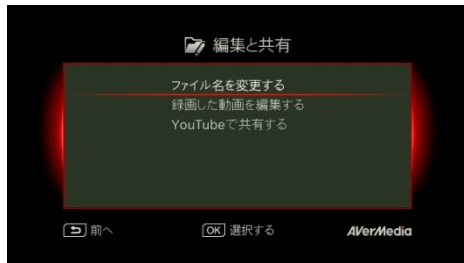 編集と共有
ファイル名を変更する
録画した動画を編集する
YouTubeで共有する
前へ OK 選択する AVerMedia